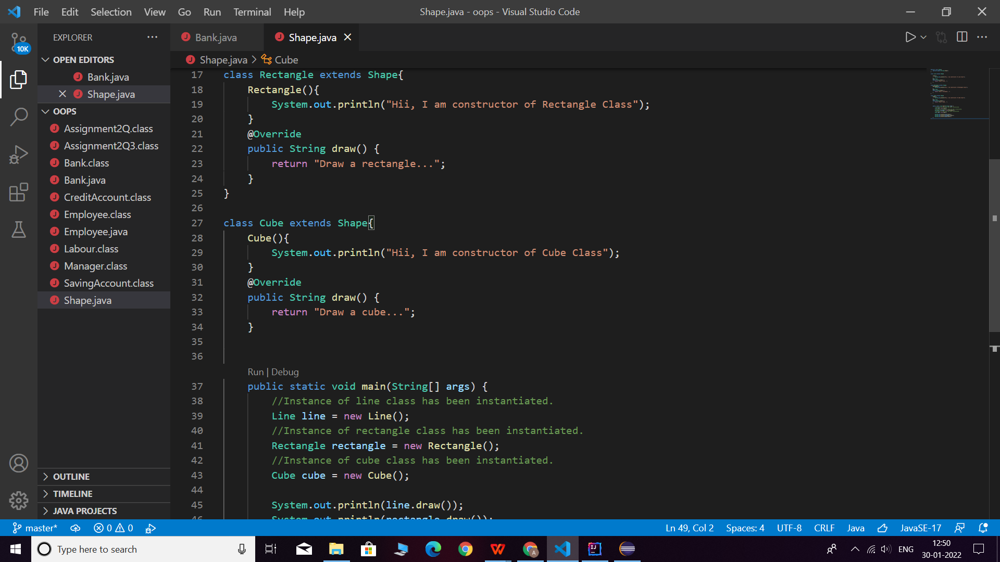 File Edit Selection View Go Run Terminal Help
Shape.java - oops - Visual Studio Code
10K
EXPLORER
OPEN EDITORS
Bank.java
Shape.java
OOPS
Assignment2Q.class
Assignment2Q3.class
Bank.class
Bank.java
CreditAccount.class
Employee.class
Employee.java
Labour.class
Manager.class
SavingAccount.class
Shape.java
OUTLINE
TIMELINE
JAVA PROJECTS
Bank.java Shape.java
Shape.java > Cube
17 class Rectangle extends Shape{
18 Rectangle(){
19 System.out.println("Hii, I am constructor of Rectangle Class");
20 }
21 @Override
22 public String draw() {
23 return "Draw a rectangle...";
24 }
25 }
26
27 class Cube extends Shape{
28 Cube(){
29 System.out.println("Hii, I am constructor of Cube Class");
30 }
31 @Override
32 public String draw() {
33 return "Draw a cube...";
34 }
35
36
Run | Debug
37 public static void main(String[] args) {
38 //Instance of line class has been instantiated.
39 Line line = new Line();
40 //Instance of rectangle class has been instantiated.
41 Rectangle rectangle = new Rectangle();
42 //Instance of cube class has been instantiated.
43 Cube cube = new Cube();
44
45 System.out.println(line.draw());
46 System.out.println(rectangle.draw());
master* 0 0 Ln 49, Col 2 Spaces: 4 UTF-8 CRLF Java JavaSE-17
Type here to search
ENG
12:50
30-01-2022